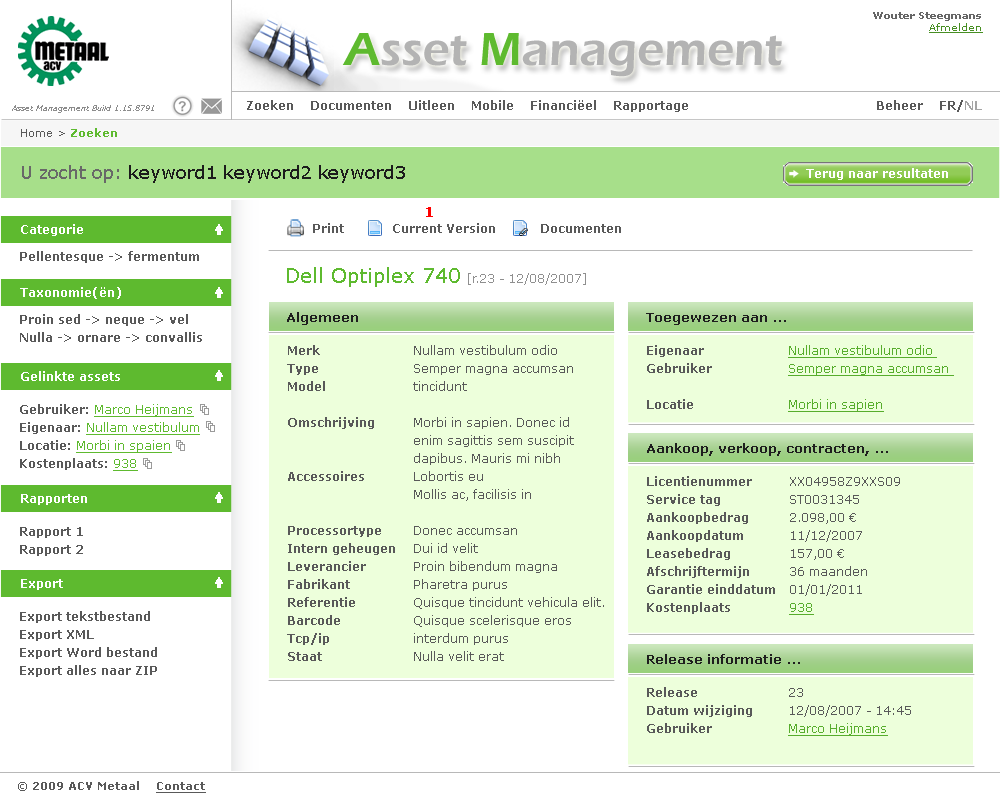 METAAL
acv
Asset Management
Wouter Steegmans
Afmelden
Asset Management Build 1.15.8791
?
Zoeken Documenten Uitleen Mobile Financiëel Rapportage Beheer FR/NL
Home > Zoeken
U zocht op: keyword1 keyword2 keyword3
Terug naar resultaten
Categorie
Pellentesque -> fermentum
Taxonomie(ën)
Proin sed -> neque -> vel
Nulla -> ornare -> convallis
Gelinkte assets
Gebruiker: Marco Heijmans
Eigenaar: Nullam vestibulum
Locatie: Morbi in spaien
Kostenplaats: 938
Rapporten
Rapport 1
Rapport 2
Export
Export tekstbestand
Export XML
Export Word bestand
Export alles naar ZIP
1
Print Current Version Documenten
Dell Optiplex 740 [r.23 - 12/08/2007]
Algemeen
Merk Nullam vestibulum odio
Type Semper magna accumsan
Model tincidunt
Omschrijving Morbi in sapien. Donec id
enim sagittis sem suscipit
dapibus. Mauris mi nibh
Accessoires Lobortis eu
Mollis ac, facilisis in
Processortype Donec accumsan
Intern geheugen Dui id velit
Leverancier Proin bibendum magna
Fabrikant Pharetra purus
Referentie Quisque tincidunt vehicula elit.
Barcode Quisque scelerisque eros
Tcp/ip interdum purus
Staat Nulla velit erat
Toegewezen aan ...
Eigenaar Nullam vestibulum odio
Gebruiker Semper magna accumsan
Locatie Morbi in sapien
Aankoop, verkoop, contracten, ...
Licentienummer XX04958Z9XXS09
Service tag ST0031345
Aankoopbedrag 2.098,00 €
Aankoopdatum 11/12/2007
Leasebedrag 157,00 €
Afschrijftermijn 36 maanden
Garantie einddatum 01/01/2011
Kostenplaats 938
Release informatie ...
Release 23
Datum wijziging 12/08/2007 - 14:45
Gebruiker Marco Heijmans
© 2009 ACV Metaal Contact